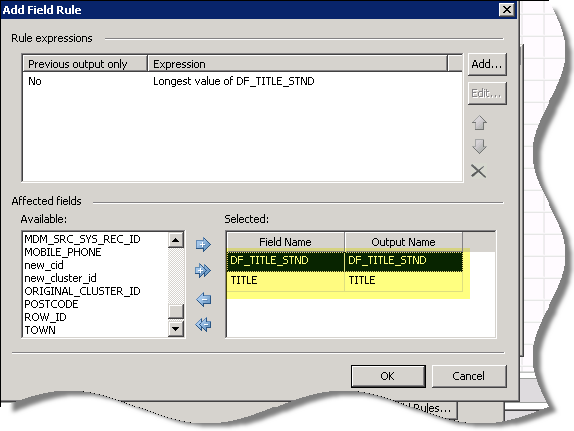 Add Field Rule
Rule expressions
Previous output only Expression
No Longest value of DF_TITLE_STND
Add...
Edit...
Affected fields
Available:
MDM_SRC_SYS_REC_ID
MOBILE_PHONE
new_cid
new_cluster_id
ORIGINAL_CLUSTER_ID
POSTCODE
ROW_ID
TOWN
Selected:
Field Name Output Name
DF_TITLE_STND DF_TITLE_STND
TITLE TITLE
OK Cancel
Rules...